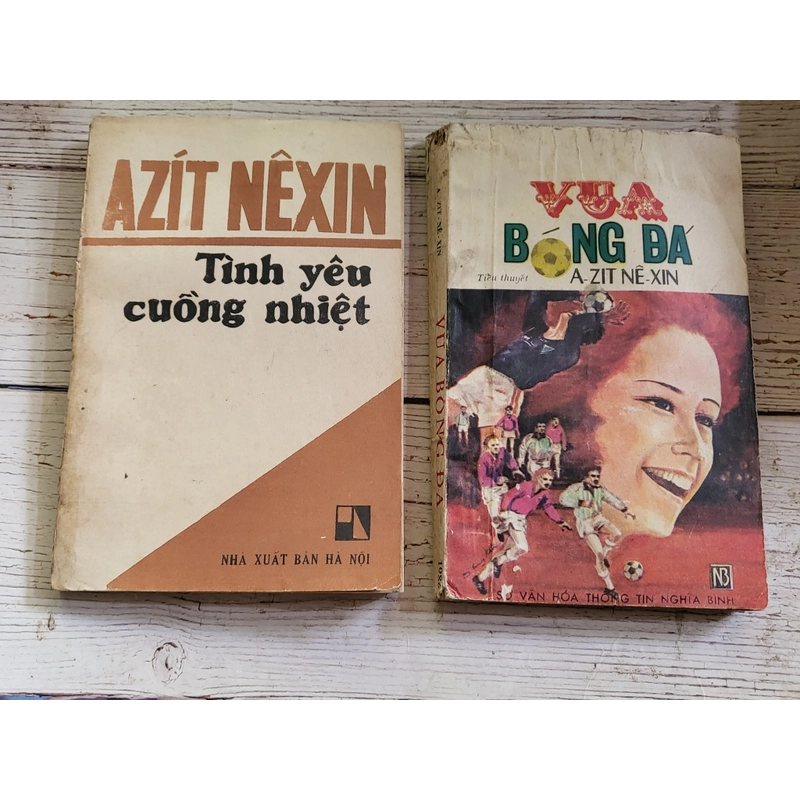 AZÍT NÊXIN
Tình yêu
cuồng nhiệt
NHÀ XUẤT BẢN HÀ NỘI
A-ZIT NÊ-XIN
VUA BÓNG ĐÁ
VUA
BÓNG ĐÁ
Tiểu thuyết
A-ZIT NÊ-XIN
NB
SỞ VĂN HÓA THÔNG TIN NGHĨA BÌNH